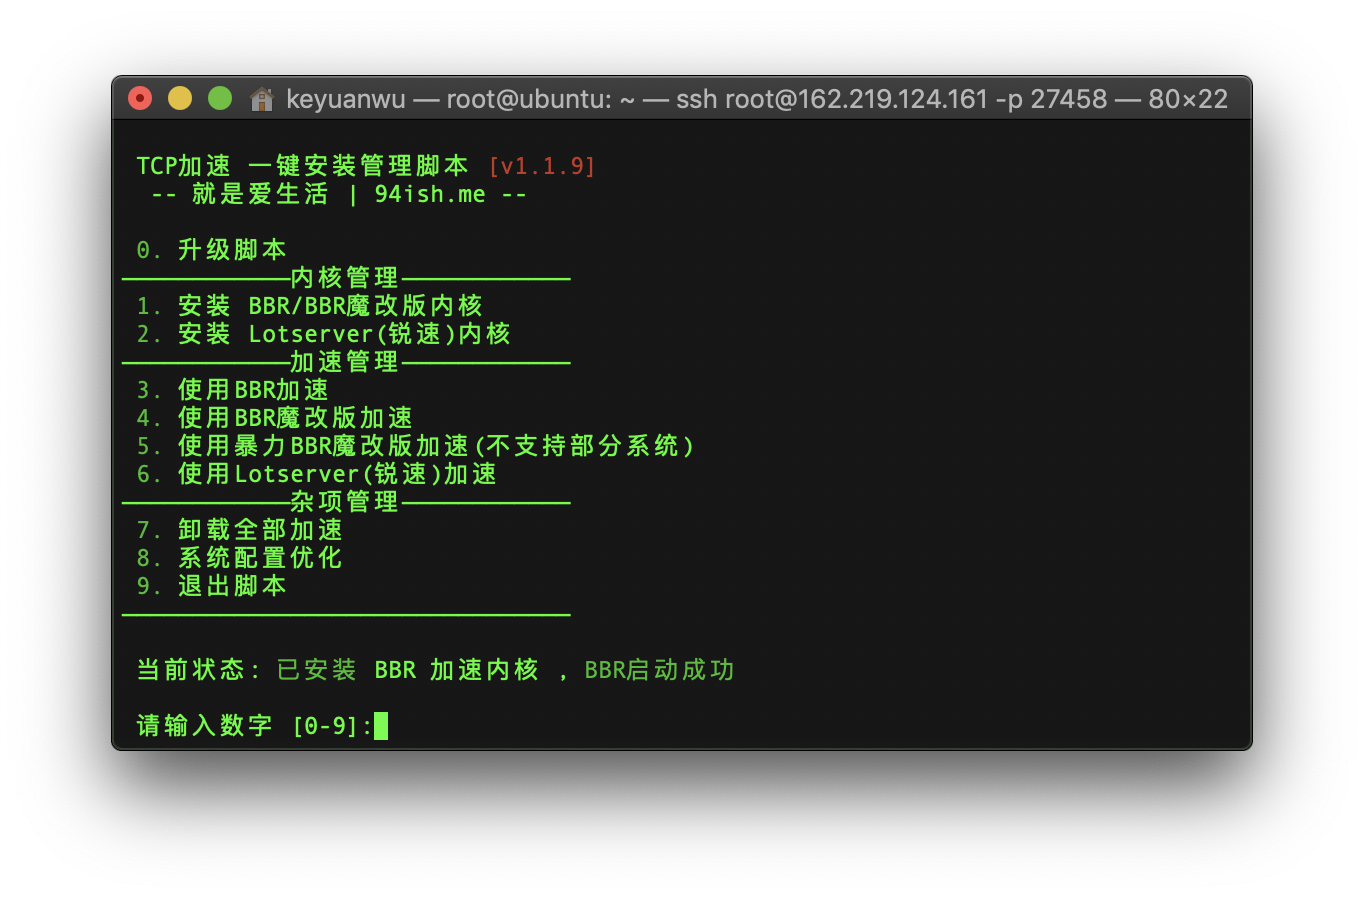 keyuanwu — root@ubuntu: ~ — ssh root@162.219.124.161 -p 27458 — 80×22
TCP加速 一键安装管理脚本 [v1.1.9]
-- 就是爱生活 | 94ish.me --
0. 升级脚本
————————————内核管理————————————
1. 安装 BBR/BBR魔改版内核
2. 安装 Lotserver(锐速)内核
————————————加速管理————————————
3. 使用BBR加速
4. 使用BBR魔改版加速
5. 使用暴力BBR魔改版加速(不支持部分系统)
6. 使用Lotserver(锐速)加速
————————————杂项管理————————————
7. 卸载全部加速
8. 系统配置优化
9. 退出脚本
————————————————————————————————
当前状态: 已安装 BBR 加速内核 , BBR启动成功
请输入数字 [0-9]: